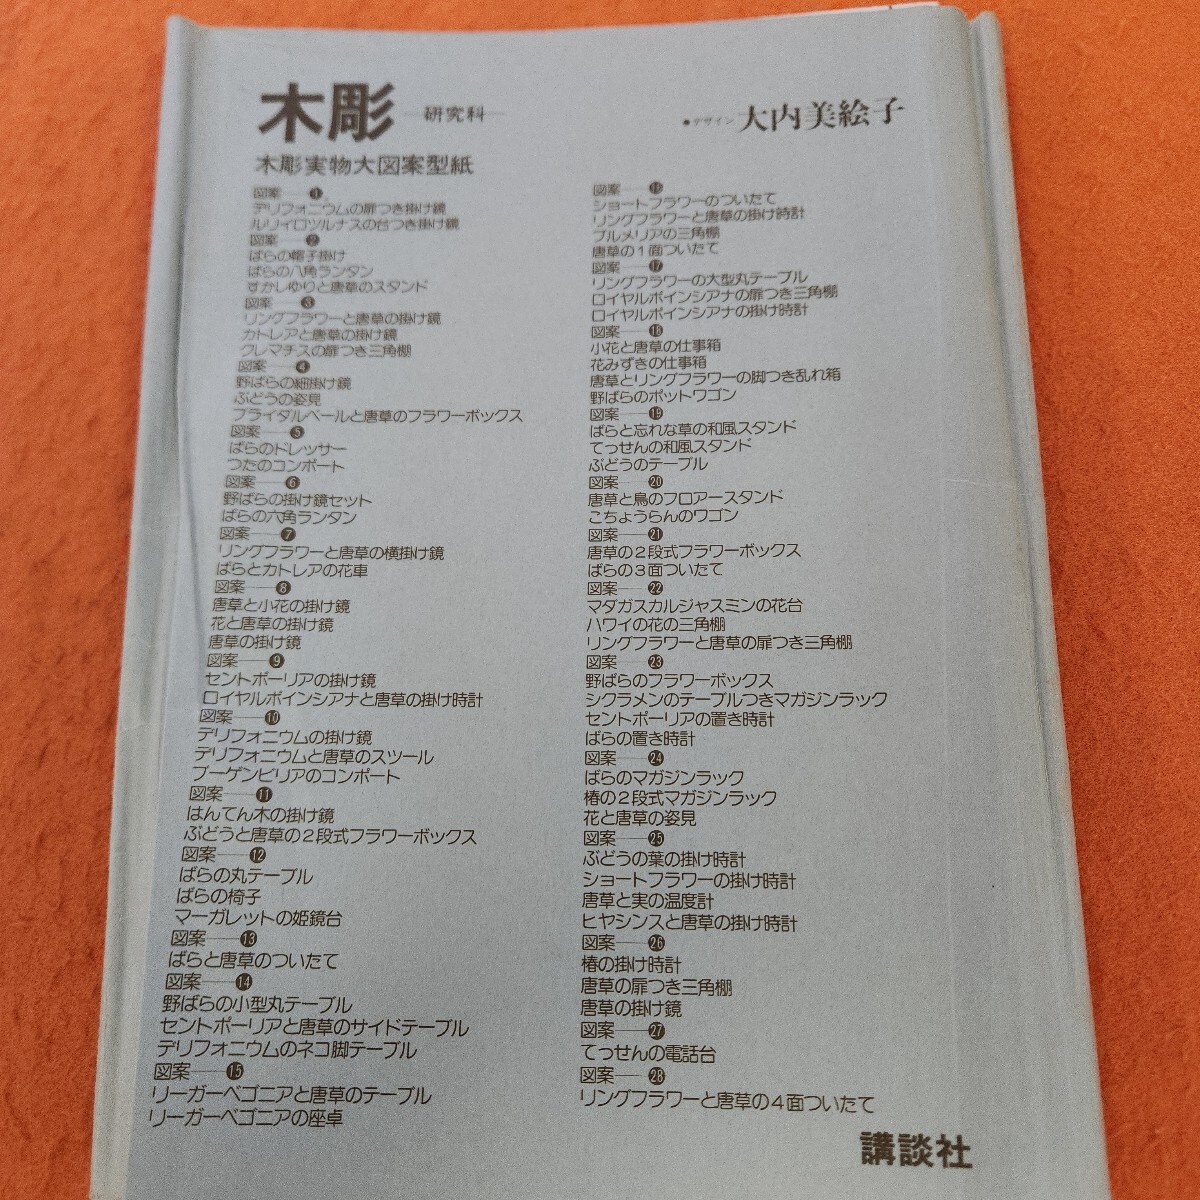 木彫―研究科―
●デザイン 大内美絵子
木彫実物大図案型紙
図案――❶
デリフォニウムの扉つき掛け鏡
ルリイロツルナスの台つき掛け鏡
図案――❷
ばらの帽子掛け
ばらの八角ランタン
すかしゆりと唐草のスタンド
図案――❸
リングフラワーと唐草の掛け鏡
カトレアと唐草の掛け鏡
クレマチスの扉つき三角棚
図案――❹
野ばらの細掛け鏡
ぶどうの姿見
ブライダルベールと唐草のフラワーボックス
図案――❺
ばらのドレッサー
つたのコンポート
図案――❻
野ばらの掛け鏡セット
ばらの六角ランタン
図案――❼
リングフラワーと唐草の横掛け鏡
ばらとカトレアの花車
図案――❽
唐草と小花の掛け鏡
花と唐草の掛け鏡
唐草の掛け鏡
図案――❾
セントポーリアの掛け鏡
ロイヤルポインシアナと唐草の掛け時計
図案――❿
デリフォニウムの掛け鏡
デリフォニウムと唐草のスツール
ブーゲンビリアのコンポート
図案――⓫
はんてん木の掛け鏡
ぶどうと唐草の2段式フラワーボックス
図案――⓬
ばらの丸テーブル
ばらの椅子
マーガレットの姫鏡台
図案――⓭
ばらと唐草のついたて
図案――⓮
野ばらの小型丸テーブル
セントポーリアと唐草のサイドテーブル
デリフォニウムのネコ脚テーブル
図案――⓯
リーガーベゴニアと唐草のテーブル
リーガーベゴニアの座卓
図案――⓰
ショートフラワーのついたて
リングフラワーと唐草の掛け時計
プルメリアの三角棚
唐草の1面ついたて
図案――⓱
リングフラワーの大型丸テーブル
ロイヤルポインシアナの扉つき三角棚
ロイヤルポインシアナの掛け時計
図案――⓲
小花と唐草の仕事箱
花みずきの仕事箱
唐草とリングフラワーの脚つき乱れ箱
野ばらのポットワゴン
図案――⓳
ばらと忘れな草の和風スタンド
てっせんの和風スタンド
ぶどうのテーブル
図案――⓴
唐草と鳥のフロアースタンド
こちょうらんのワゴン
図案――㉑
唐草の2段式フラワーボックス
ばらの3面ついたて
図案――㉒
マダガスカルジャスミンの花台
ハワイの花の三角棚
リングフラワーと唐草の扉つき三角棚
図案――㉓
野ばらのフラワーボックス
シクラメンのテーブルつきマガジンラック
セントポーリアの置き時計
ばらの置き時計
図案――㉔
ばらのマガジンラック
椿の2段式マガジンラック
花と唐草の姿見
図案――㉕
ぶどうの葉の掛け時計
ショートフラワーの掛け時計
唐草と実の温度計
ヒヤシンスと唐草の掛け時計
図案――㉖
椿の掛け時計
唐草の扉つき三角棚
唐草の掛け鏡
図案――㉗
てっせんの電話台
図案――㉘
リングフラワーと唐草の4面ついたて
講談社